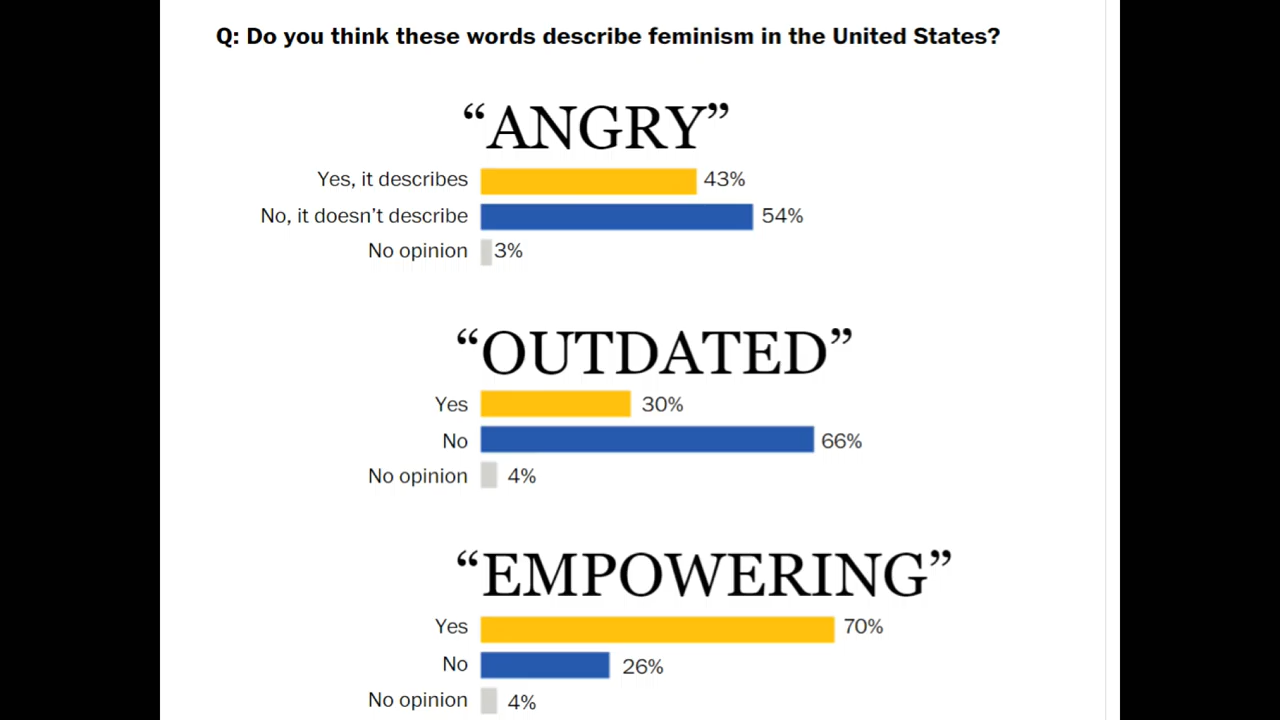 Q: Do you think these words describe feminism in the United States?
“ANGRY”
Yes, it describes 43%
No, it doesn’t describe 54%
No opinion 3%
“OUTDATED”
Yes 30%
No 66%
No opinion 4%
“EMPOWERING”
Yes 70%
No 26%
No opinion 4%